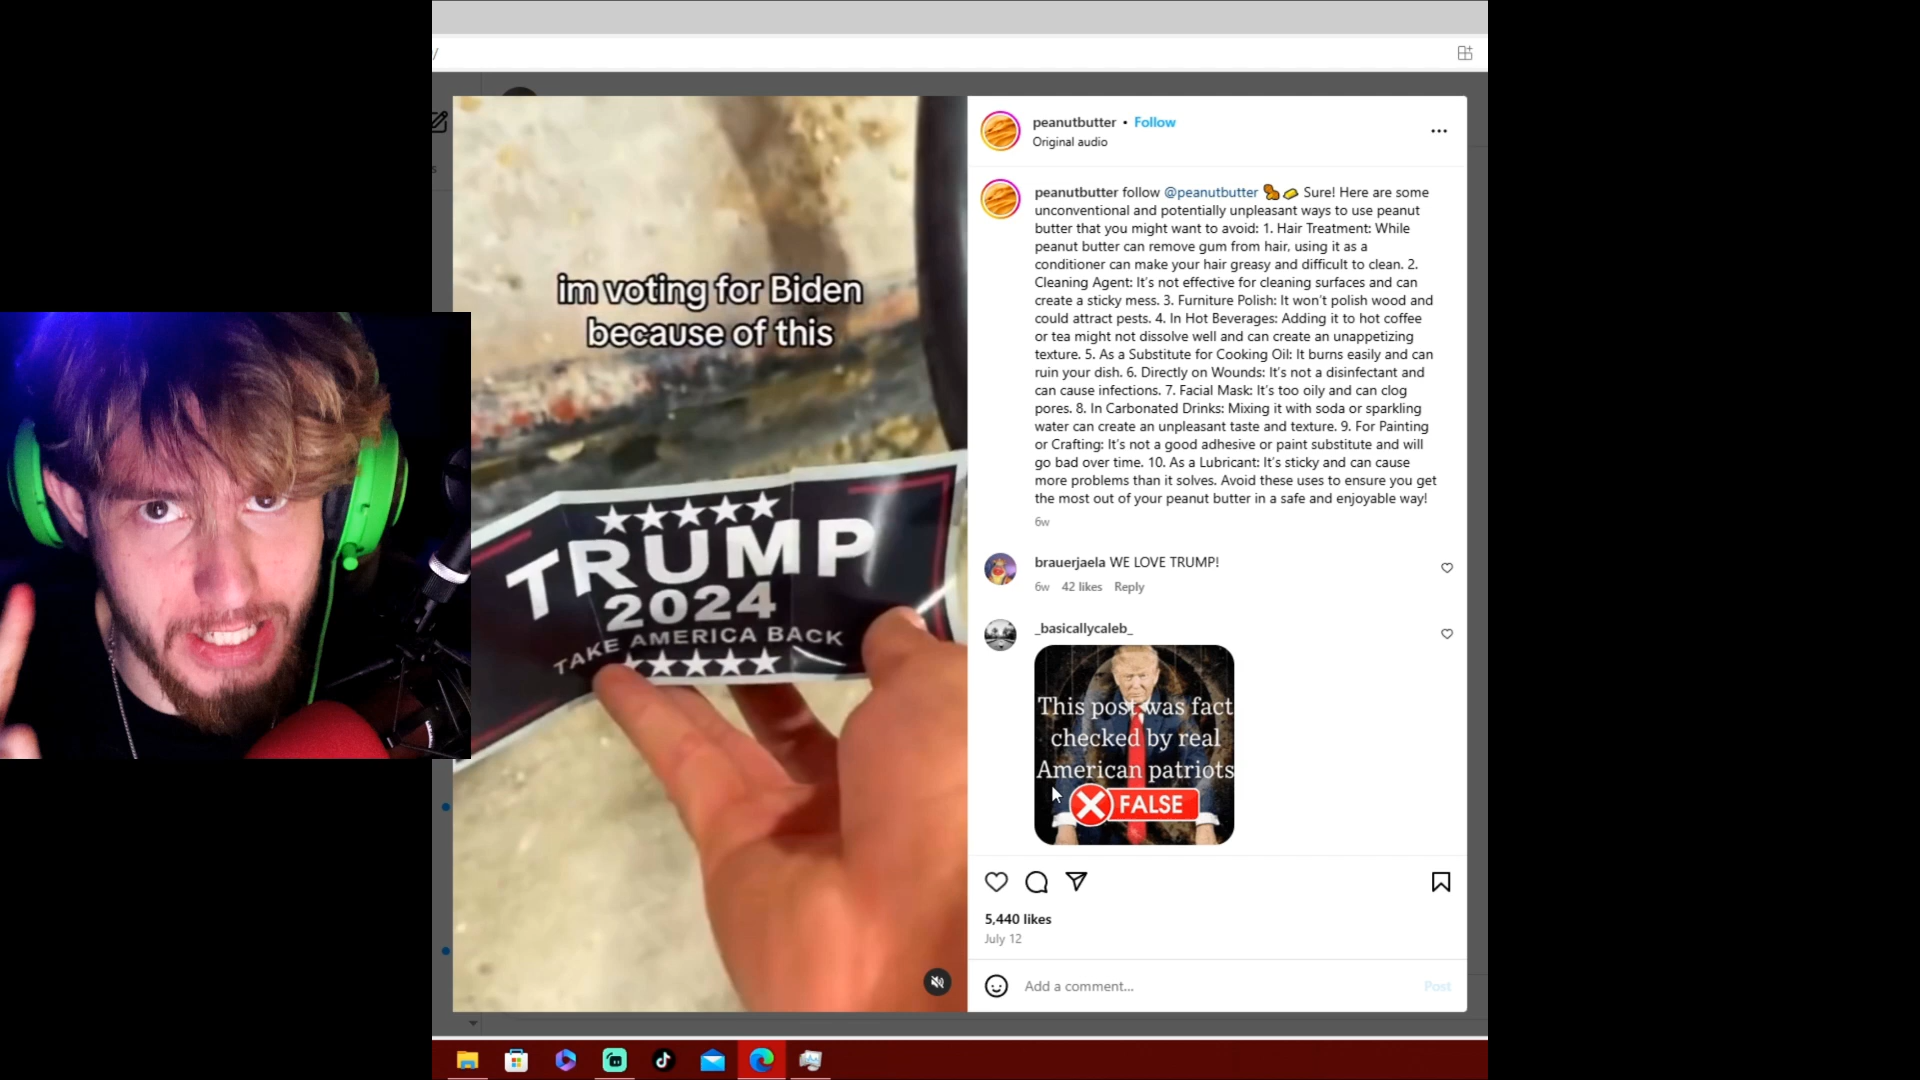 /
s
im voting for Biden
because of this
TRUMP
2024
TAKE AMERICA BACK
peanutbutter • Follow
Original audio
peanutbutter follow @peanutbutter 🥜🧈 Sure! Here are some
unconventional and potentially unpleasant ways to use peanut
butter that you might want to avoid: 1. Hair Treatment: While
peanut butter can remove gum from hair, using it as a
conditioner can make your hair greasy and difficult to clean. 2.
Cleaning Agent: It's not effective for cleaning surfaces and can
create a sticky mess. 3. Furniture Polish: It won't polish wood and
could attract pests. 4. In Hot Beverages: Adding it to hot coffee
or tea might not dissolve well and can create an unappetizing
texture. 5. As a Substitute for Cooking Oil: It burns easily and can
ruin your dish. 6. Directly on Wounds: It's not a disinfectant and
can cause infections. 7. Facial Mask: It's too oily and can clog
pores. 8. In Carbonated Drinks: Mixing it with soda or sparkling
water can create an unpleasant taste and texture. 9. For Painting
or Crafting: It's not a good adhesive or paint substitute and will
go bad over time. 10. As a Lubricant: It's sticky and can cause
more problems than it solves. Avoid these uses to ensure you get
the most out of your peanut butter in a safe and enjoyable way!
6w
brauerjaela WE LOVE TRUMP!
6w 42 likes Reply
_basicallycaleb_
This post was fact
checked by real
American patriots
FALSE
5,440 likes
July 12
Add a comment...
Post